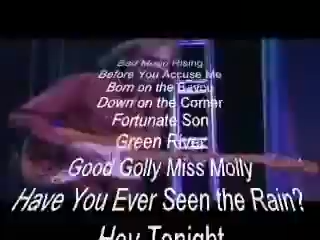 Bad Moon Rising
Before You Accuse Me
Born on the Bayou
Down on the Corner
Fortunate Son
Green River
Good Golly Miss Molly
Have You Ever Seen the Rain?
Hey Tonight